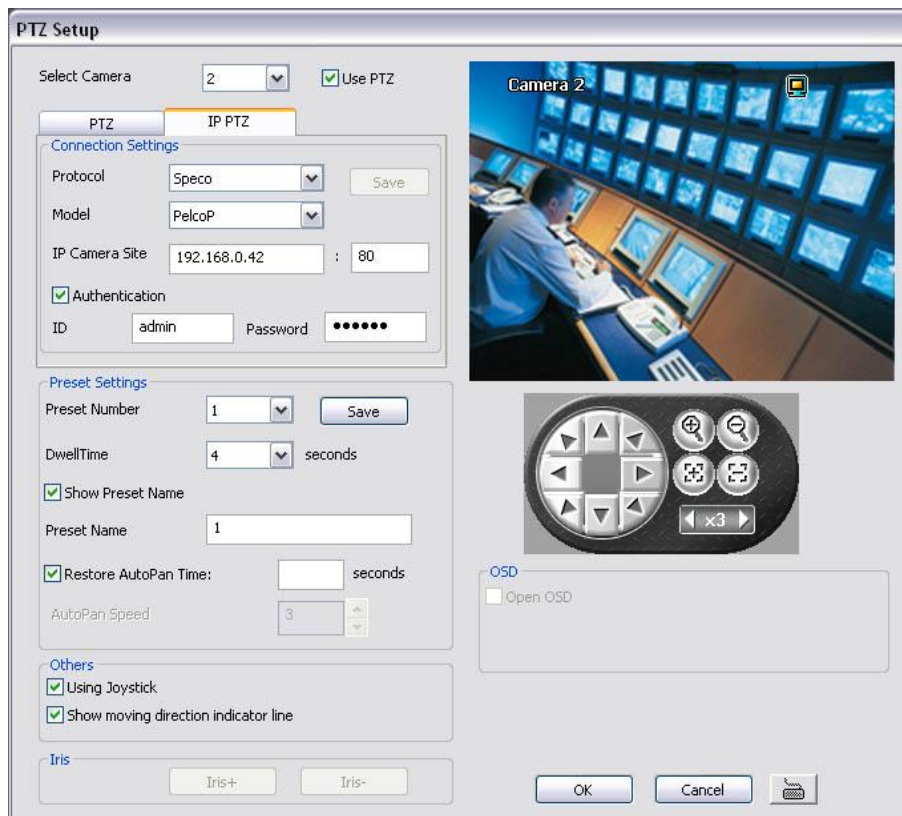 PTZ Setup
Select Camera 2 Use PTZ
PTZ IP PTZ
Connection Settings
Protocol Speco Save
Model PelcoP
IP Camera Site 192.168.0.42 : 80
Authentication
ID admin Password ••••••
Preset Settings
Preset Number 1 Save
DwellTime 4 seconds
Show Preset Name
Preset Name 1
Restore AutoPan Time: seconds
AutoPan Speed 3
Others
Using Joystick
Show moving direction indicator line
Iris
Iris+ Iris-
Camera 2
x3
OSD
Open OSD
OK Cancel